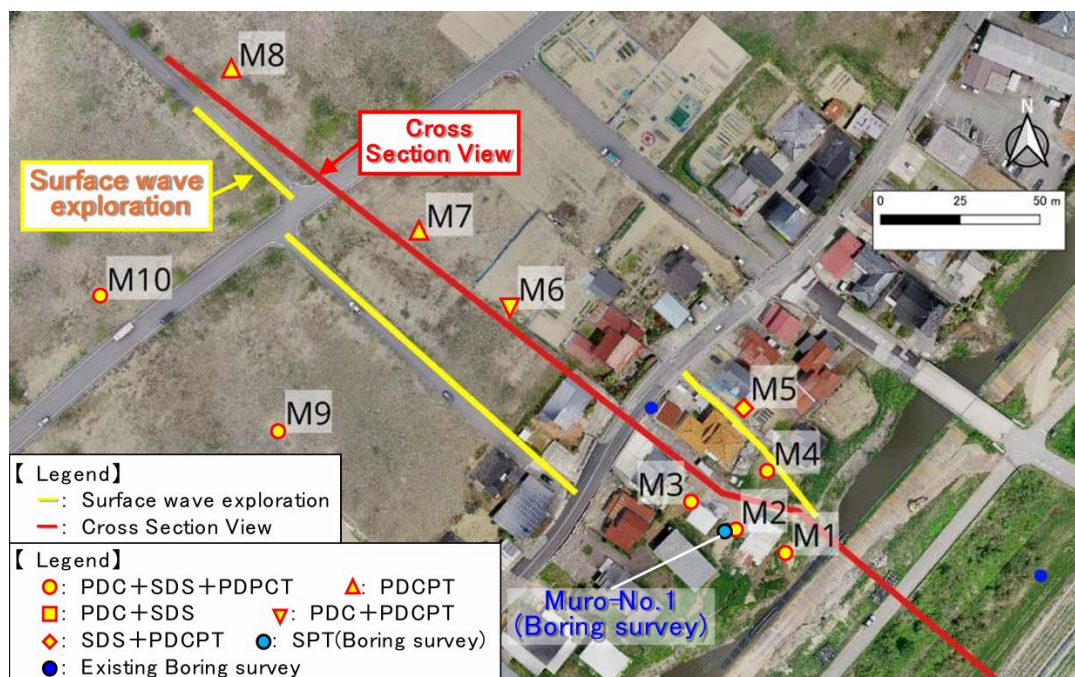 M8
Cross
Section View
N
Surface wave
exploration
0 25 50 m
M7
M10
M6
M5
M9
M4
M3
M2
M1
Muro-No.1
(Boring survey)
【 Legend】
: Surface wave exploration
: Cross Section View
【 Legend】
: PDC+SDS+PDPCT : PDCPT
: PDC+SDS : PDC+PDCPT
: SDS+PDCPT : SPT(Boring survey)
: Existing Boring survey